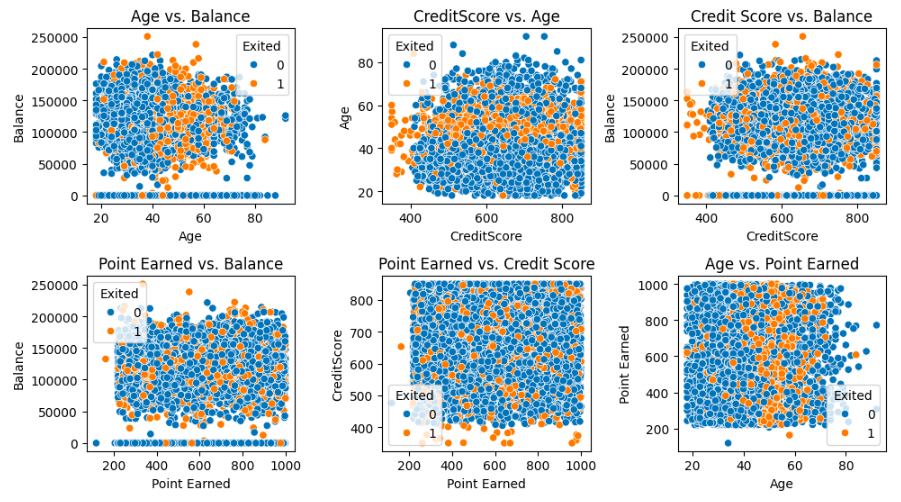 Age vs. Balance
Balance
250000
200000
150000
100000
50000
0
Exited
0
1
20 40 60 80
Age
CreditScore vs. Age
Age
80
60
40
20
Exited
0
1
400 600 800
CreditScore
Credit Score vs. Balance
Balance
250000
200000
150000
100000
50000
0
Exited
0
1
400 600 800
CreditScore
Point Earned vs. Balance
Balance
250000
200000
150000
100000
50000
0
Exited
0
1
200 400 600 800 1000
Point Earned
Point Earned vs. Credit Score
CreditScore
800
700
600
500
400
Exited
0
1
200 400 600 800 1000
Point Earned
Age vs. Point Earned
Point Earned
1000
800
600
400
200
Exited
0
1
20 40 60 80
Age